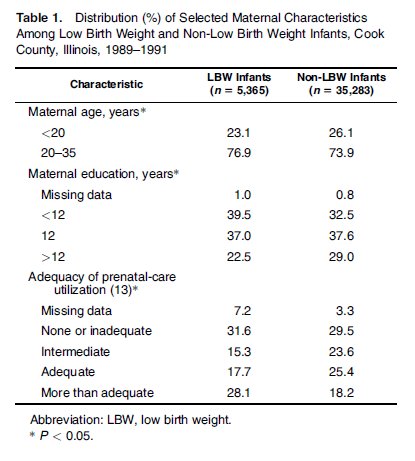 Table 1. Distribution (%) of Selected Maternal Characteristics
Among Low Birth Weight and Non-Low Birth Weight Infants, Cook
County, Illinois, 1989–1991
Characteristic LBW Infants (n = 5,365) Non-LBW Infants (n = 35,283)
Maternal age, years*
<20 23.1 26.1
20–35 76.9 73.9
Maternal education, years*
Missing data 1.0 0.8
<12 39.5 32.5
12 37.0 37.6
>12 22.5 29.0
Adequacy of prenatal-care
utilization (13)*
Missing data 7.2 3.3
None or inadequate 31.6 29.5
Intermediate 15.3 23.6
Adequate 17.7 25.4
More than adequate 28.1 18.2
Abbreviation: LBW, low birth weight.
* P < 0.05.